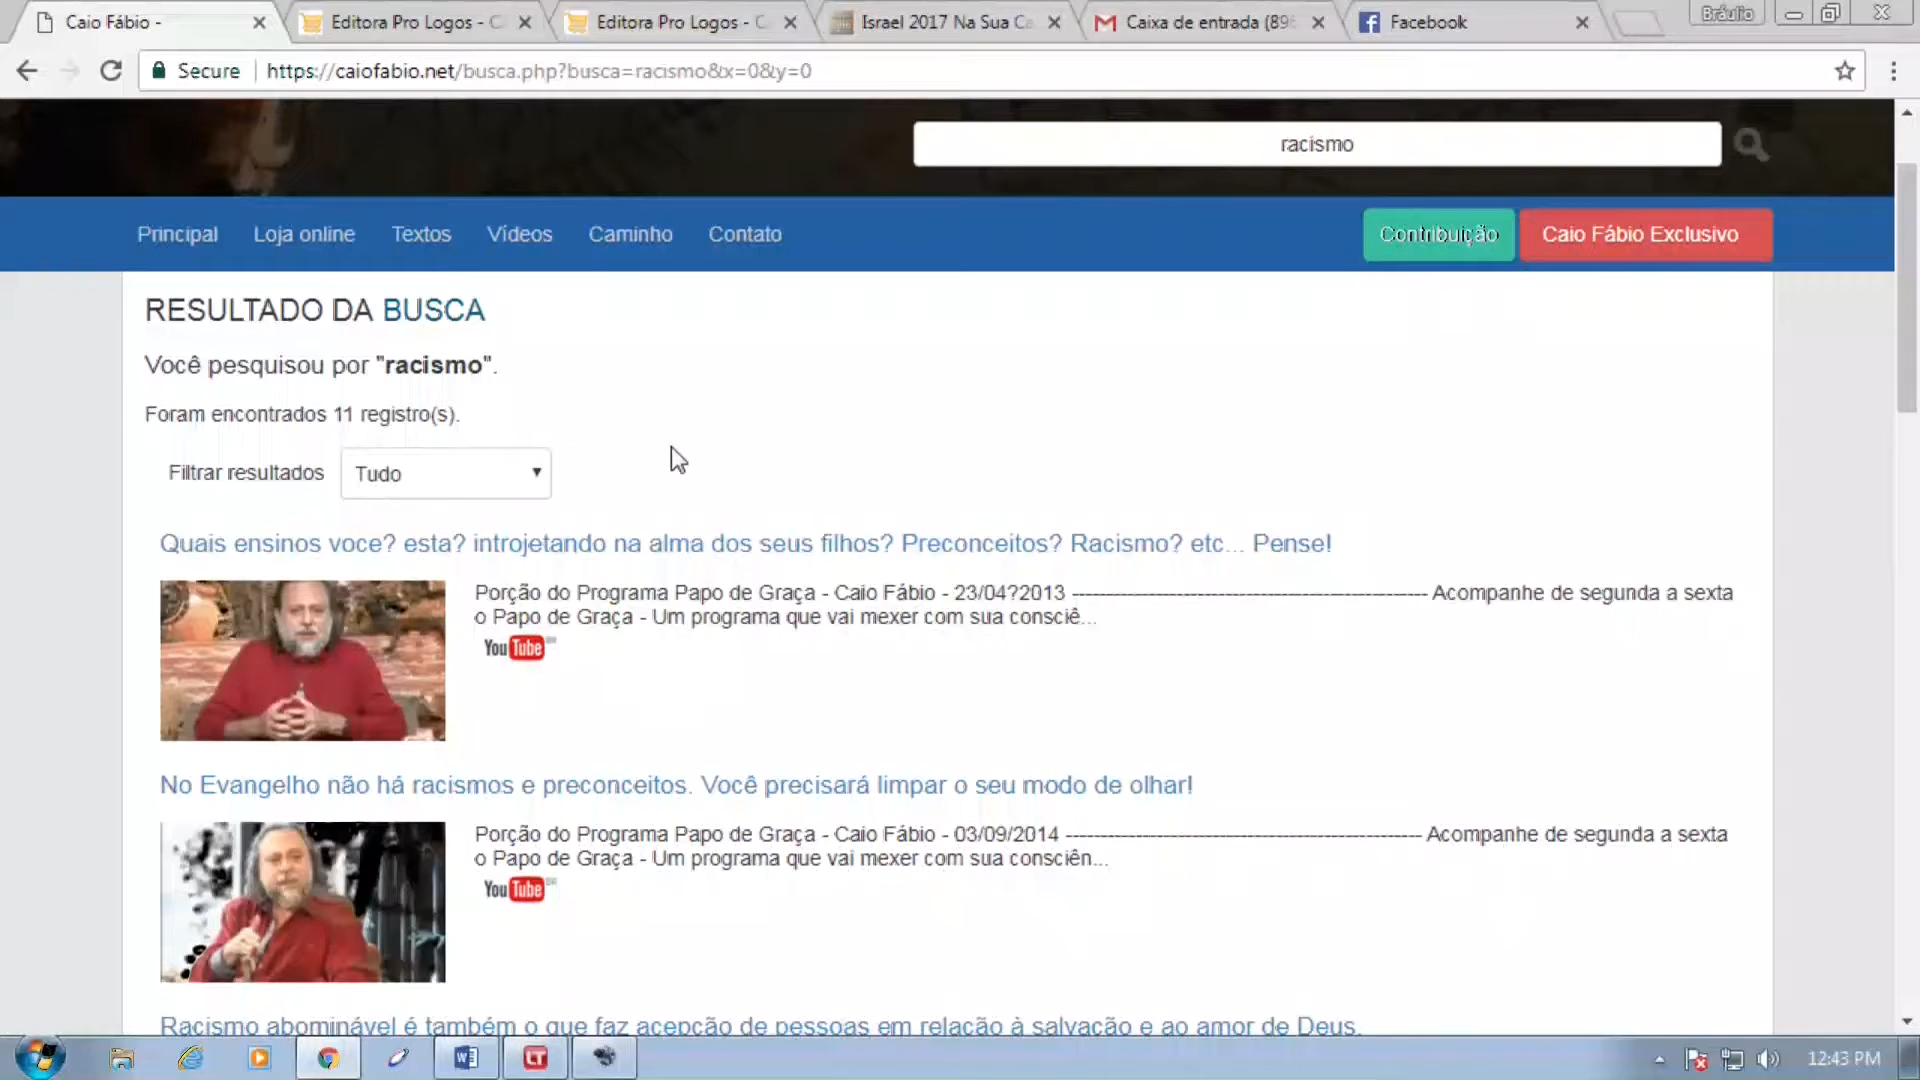 Caio Fábio -
Editora Pro Logos - C
Editora Pro Logos - C
Israel 2017 Na Sua Ca
Caixa de entrada (896
Facebook
Bráulio
Secure https://caiofabio.net/busca.php?busca=racismo&x=0&y=0
racismo
Principal Loja online Textos Vídeos Caminho Contato Contribuição Caio Fábio Exclusivo
RESULTADO DA BUSCA
Você pesquisou por "racismo".
Foram encontrados 11 registro(s).
Filtrar resultados Tudo
Quais ensinos voce? esta? introjetando na alma dos seus filhos? Preconceitos? Racismo? etc... Pense!
Porção do Programa Papo de Graça - Caio Fábio - 23/04?2013 -------------------------------------------------- Acompanhe de segunda a sexta
o Papo de Graça - Um programa que vai mexer com sua consciê...
YouTube BR
No Evangelho não há racismos e preconceitos. Você precisará limpar o seu modo de olhar!
Porção do Programa Papo de Graça - Caio Fábio - 03/09/2014 -------------------------------------------------- Acompanhe de segunda a sexta
o Papo de Graça - Um programa que vai mexer com sua consciên...
YouTube BR
Racismo abominável é também o que faz acepção de pessoas em relação à salvação e ao amor de Deus.
LT
12:43 PM